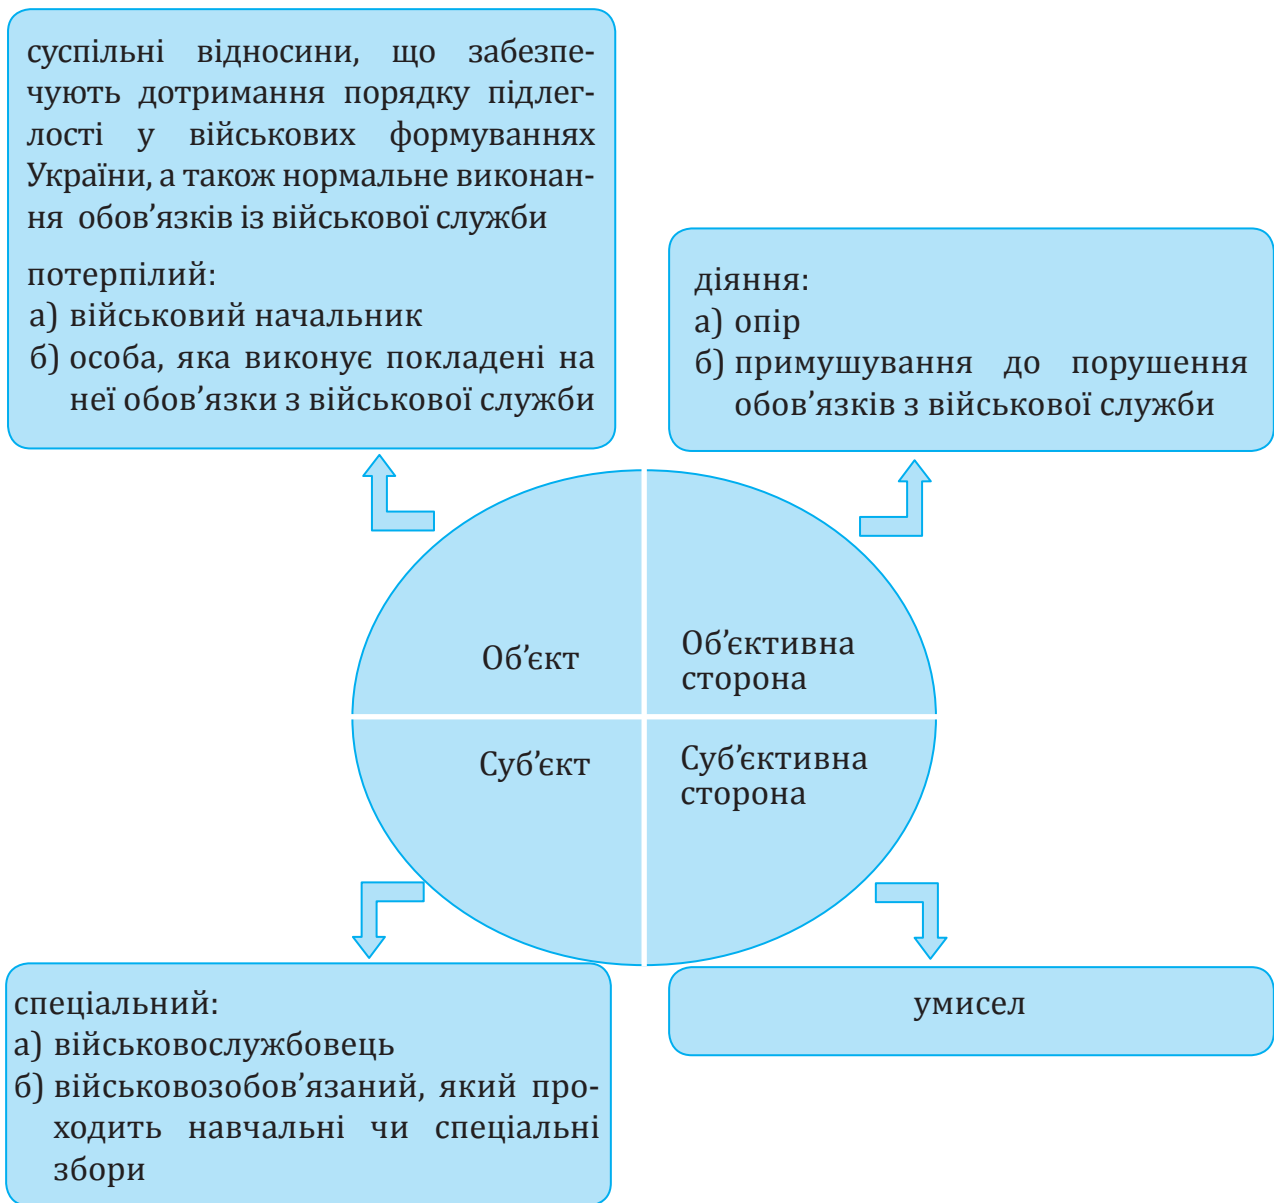 суспільні відносини, що забезпе-
чують дотримання порядку підлег-
лості у військових формуваннях
України, а також нормальне виконан-
ня обов’язків із військової служби
потерпілий:
а) військовий начальник
б) особа, яка виконує покладені на
неї обов’язки з військової служби
діяння:
а) опір
б) примушування до порушення
обов’язків з військової служби
Об’єкт
Об’єктивна
сторона
Суб’єкт
Суб’єктивна
сторона
спеціальний:
а) військовослужбовець
б) військовозобов’язаний, який про-
ходить навчальні чи спеціальні
збори
умисел